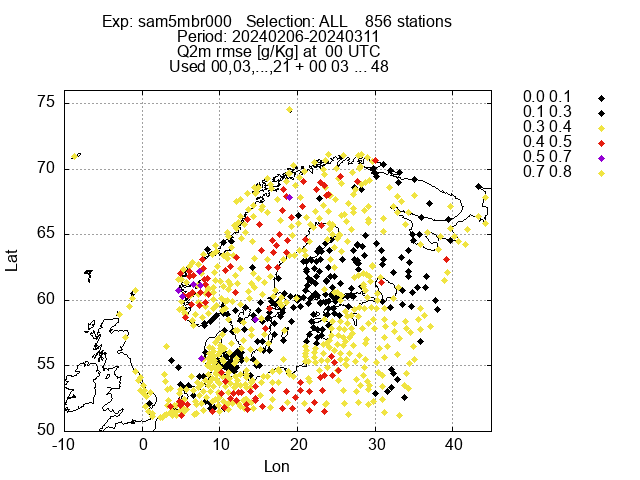 Exp: sam5mbr000 Selection: ALL 856 stations
Period: 20240206-20240311
Q2m rmse [g/Kg] at 00 UTC
Used 00,03,...,21 + 00 03 ... 48
0.0 0.1
0.1 0.3
0.3 0.4
0.4 0.5
0.5 0.7
0.7 0.8
75
70
65
60
55
50
Lat
-10 0 10 20 30 40
Lon